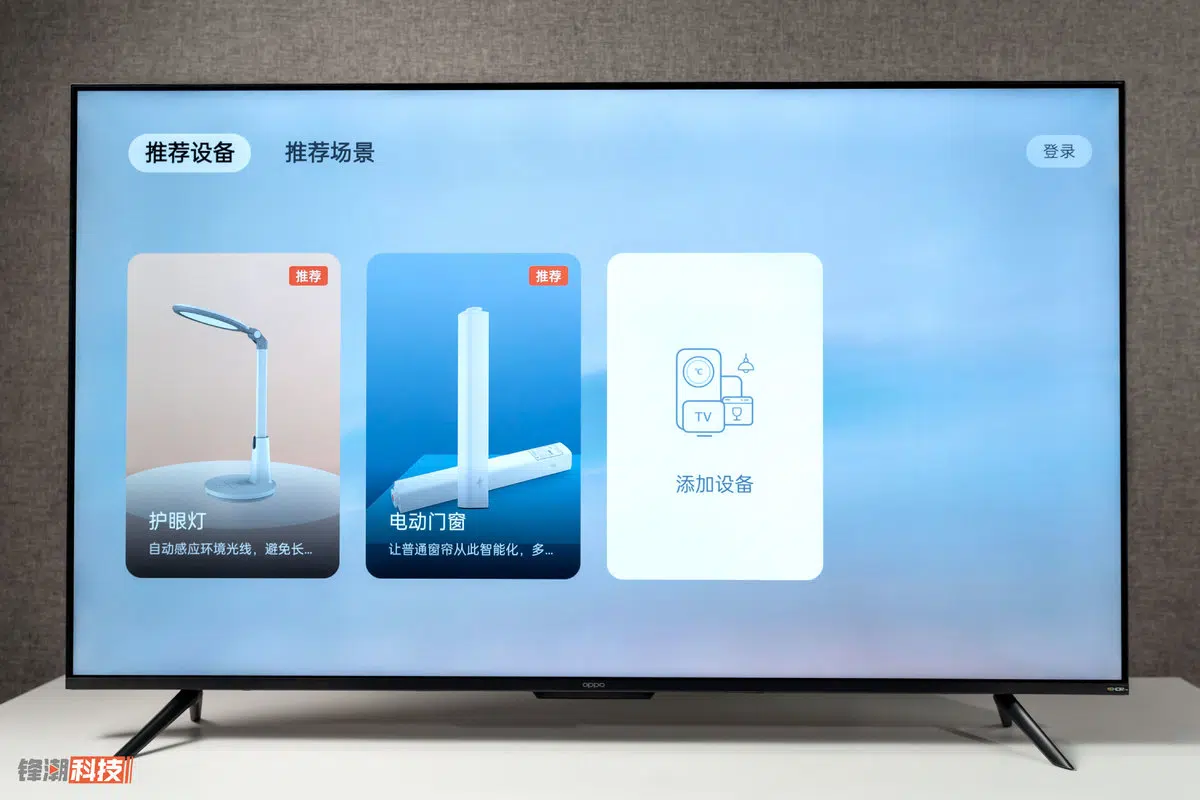 推荐设备
推荐场景
登录
推荐
推荐
℃
TV
护眼灯
自动感应环境光线，避免长...
电动门窗
让普通窗帘从此智能化，多...
添加设备
oppo
锋潮科技